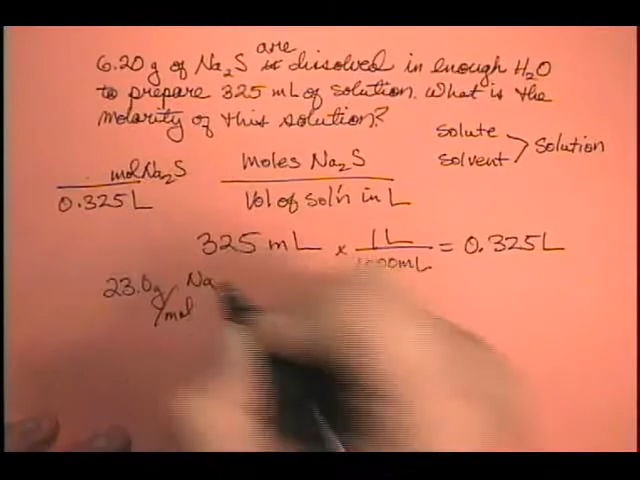 6.20 g of Na₂S are dissolved in enough H₂O
to prepare 325 mL of solution. What is the
molarity of this solution?
solute
solvent > Solution
mol Na₂S / 0.325 L
Moles Na₂S / Vol of sol'n in L
325 mL x 1 L / 1000 mL = 0.325 L
23.0 g/mol Na